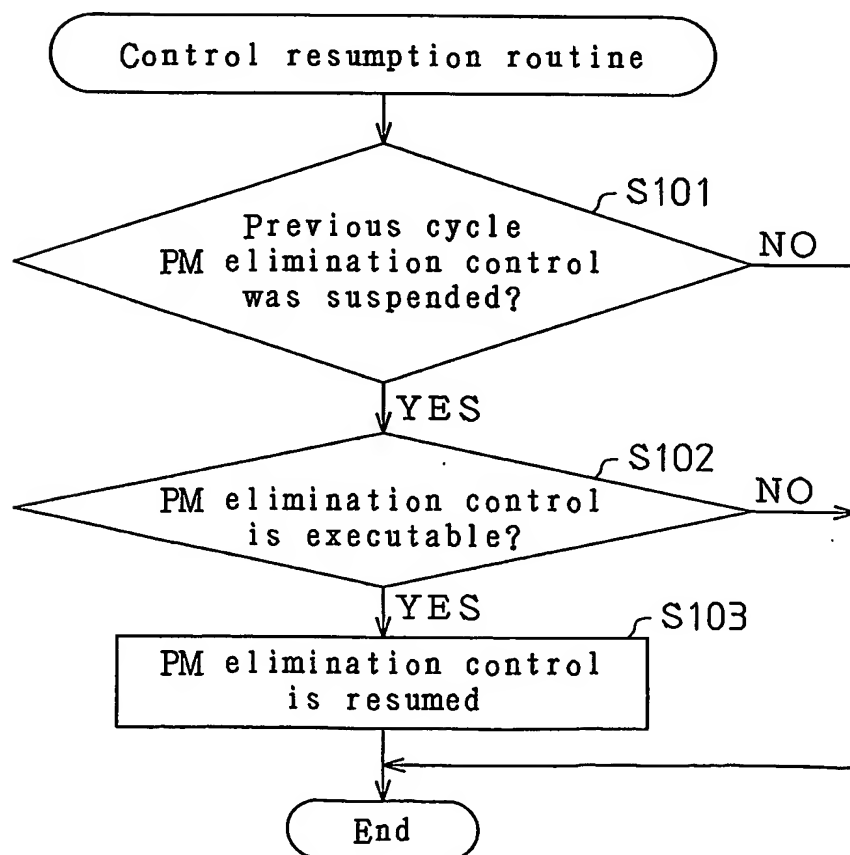 Control resumption routine
S101
Previous cycle
PM elimination control
was suspended?
NO
YES
S102
PM elimination control
is executable?
NO
YES
S103
PM elimination control
is resumed
End